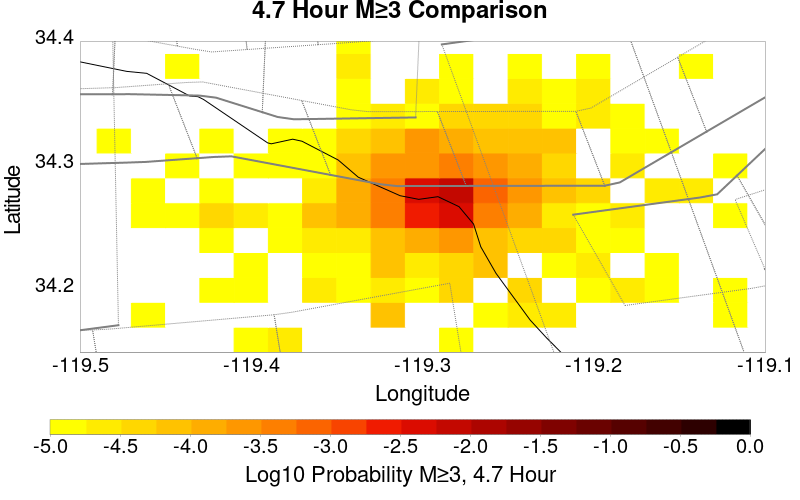 4.7 Hour M≥3 Comparison
34.4
34.3
34.2
Latitude
-119.5 -119.4 -119.3 -119.2 -119.1
Longitude
-5.0 -4.5 -4.0 -3.5 -3.0 -2.5 -2.0 -1.5 -1.0 -0.5 0.0
Log10 Probability M≥3, 4.7 Hour